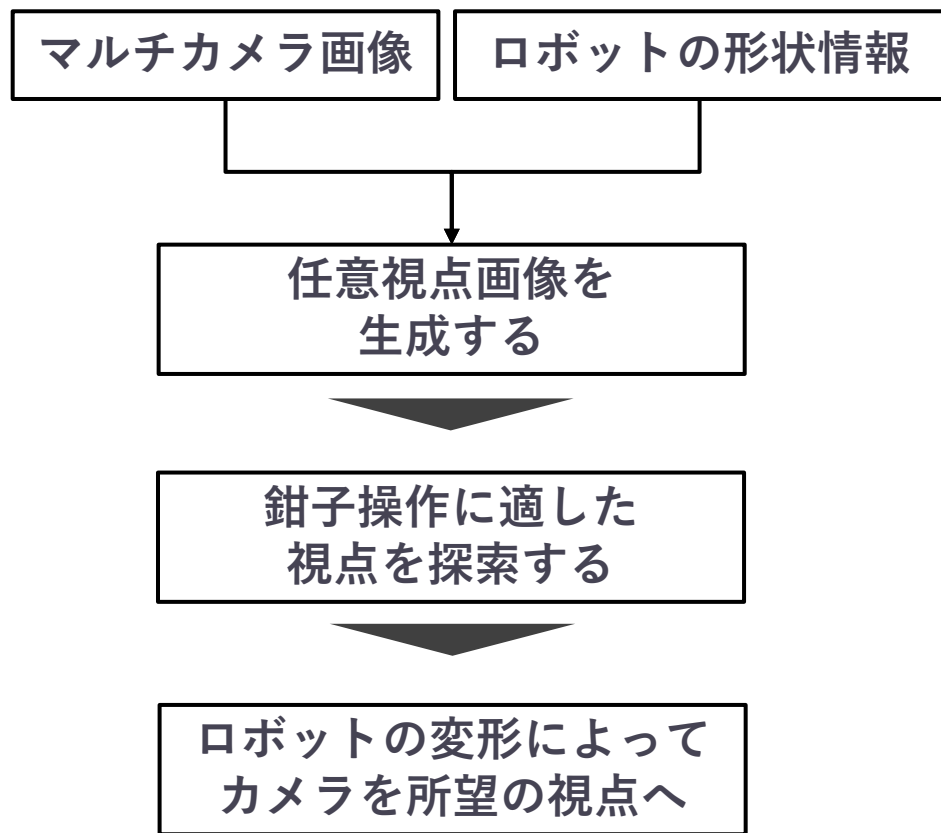 マルチカメラ画像
ロボットの形状情報
任意視点画像を
生成する
鉗子操作に適した
視点を探索する
ロボットの変形によって
カメラを所望の視点へ